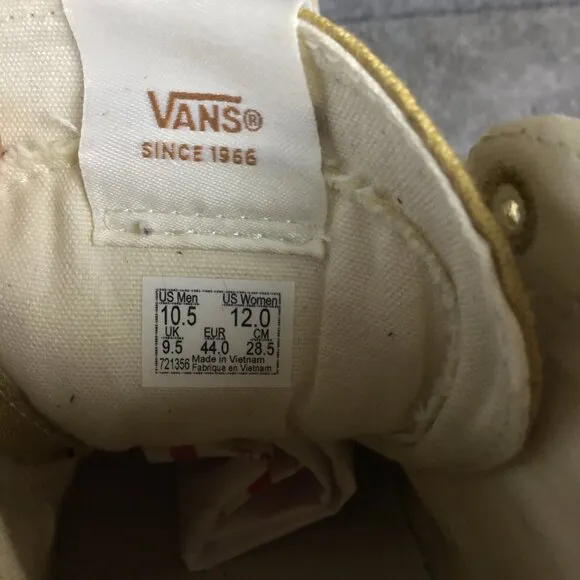 VANS®
SINCE 1966
US Men US Women
10.5 12.0
UK EUR CM
9.5 44.0 28.5
721356 Made in Vietnam
Fabrique en Vietnam